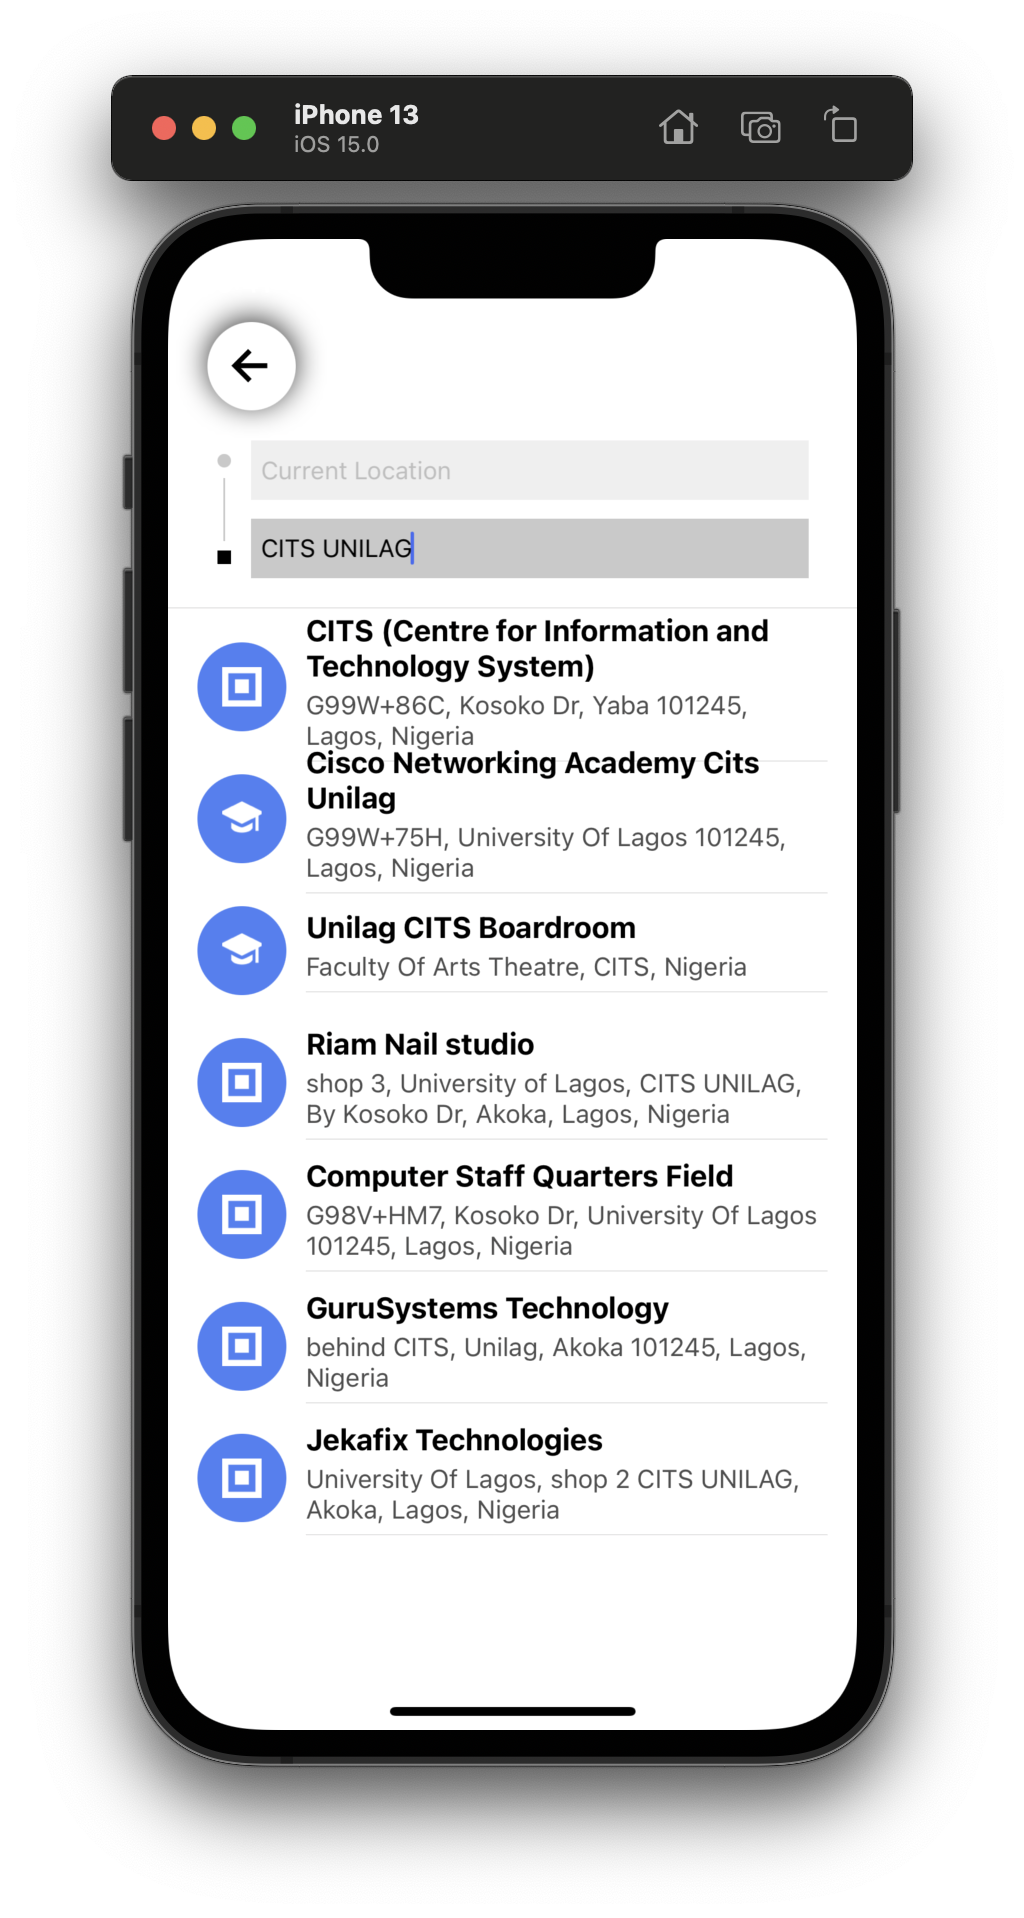 iPhone 13
iOS 15.0
Current Location
CITS UNILAG
CITS (Centre for Information and
Technology System)
G99W+86C, Kosoko Dr, Yaba 101245,
Lagos, Nigeria
Cisco Networking Academy Cits
Unilag
G99W+75H, University Of Lagos 101245,
Lagos, Nigeria
Unilag CITS Boardroom
Faculty Of Arts Theatre, CITS, Nigeria
Riam Nail studio
shop 3, University of Lagos, CITS UNILAG,
By Kosoko Dr, Akoka, Lagos, Nigeria
Computer Staff Quarters Field
G98V+HM7, Kosoko Dr, University Of Lagos
101245, Lagos, Nigeria
GuruSystems Technology
behind CITS, Unilag, Akoka 101245, Lagos,
Nigeria
Jekafix Technologies
University Of Lagos, shop 2 CITS UNILAG,
Akoka, Lagos, Nigeria